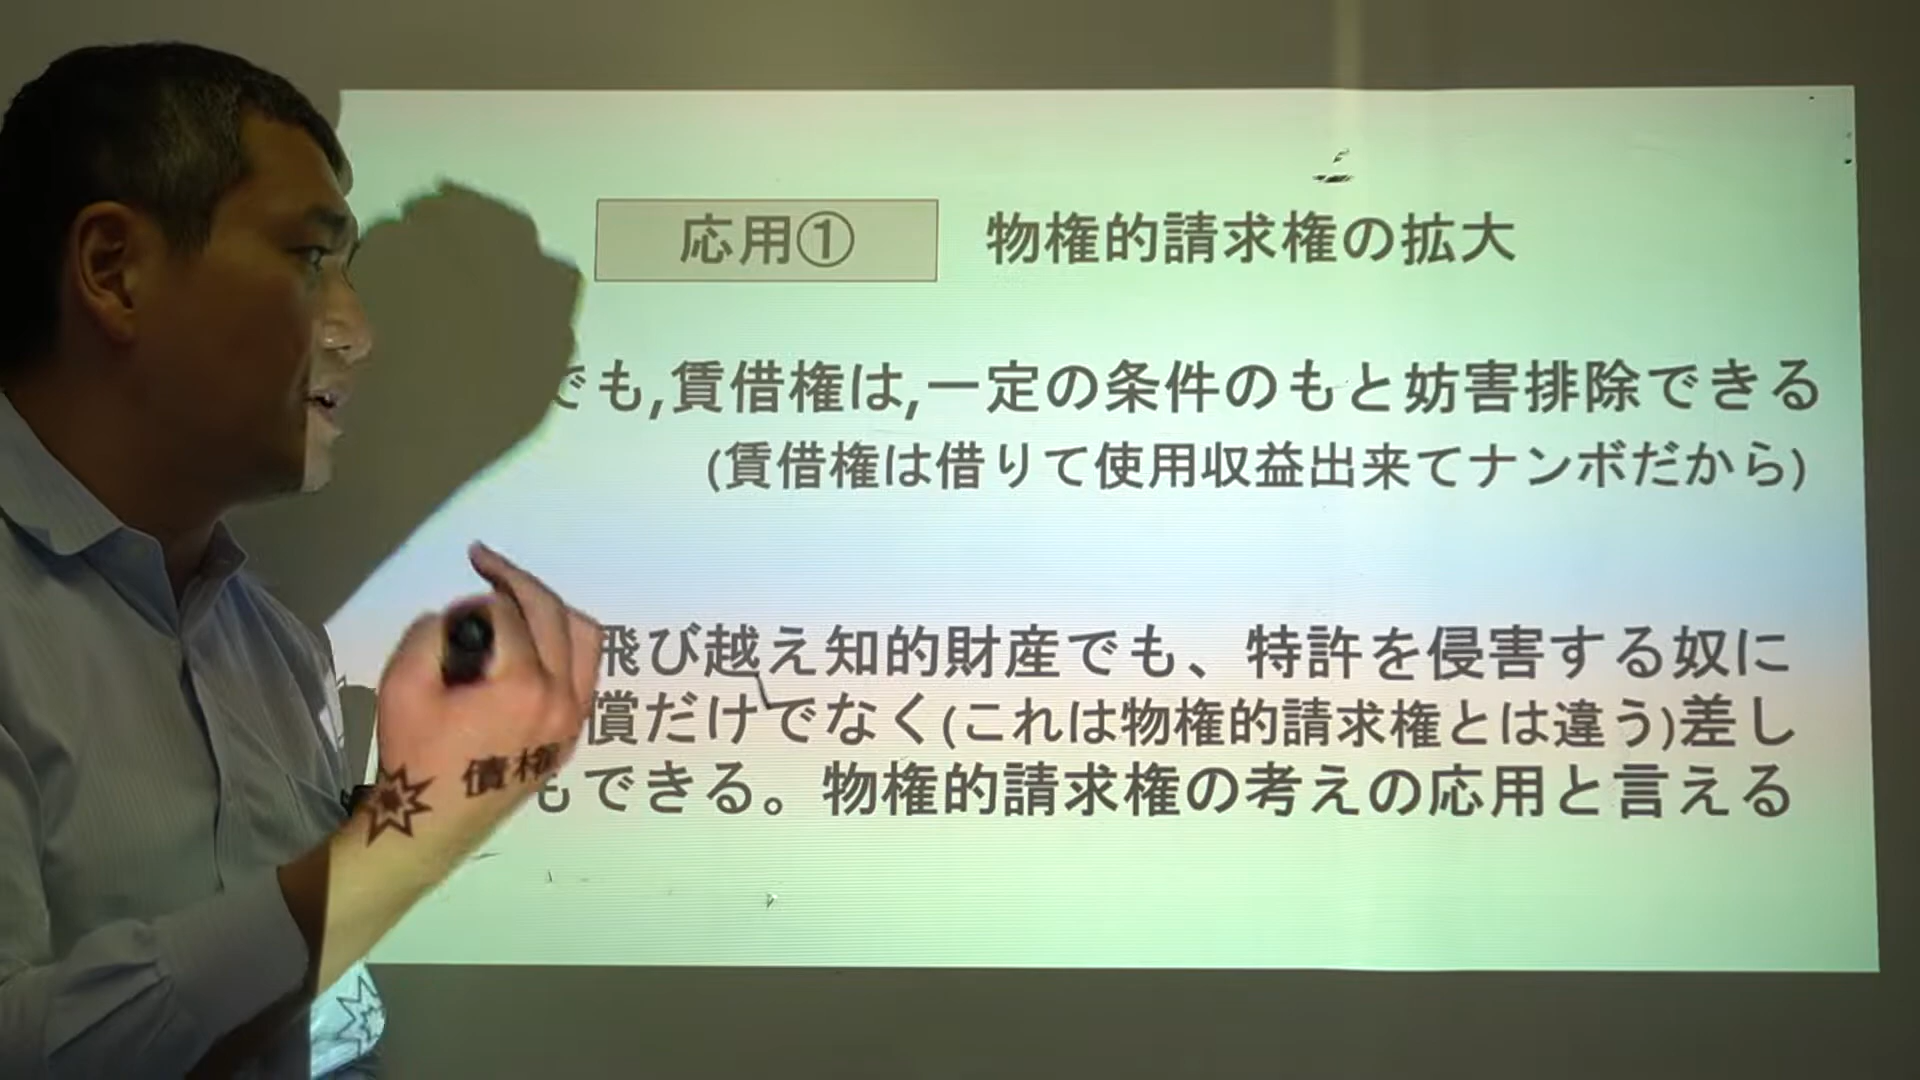 応用①
物権的請求権の拡大
でも,賃借権は,一定の条件のもと妨害排除できる
(賃借権は借りて使用収益出来てナンボだから)
飛び越え知的財産でも、特許を侵害する奴に
償だけでなく(これは物権的請求権とは違う)差し
債権
もできる。物権的請求権の考えの応用と言える